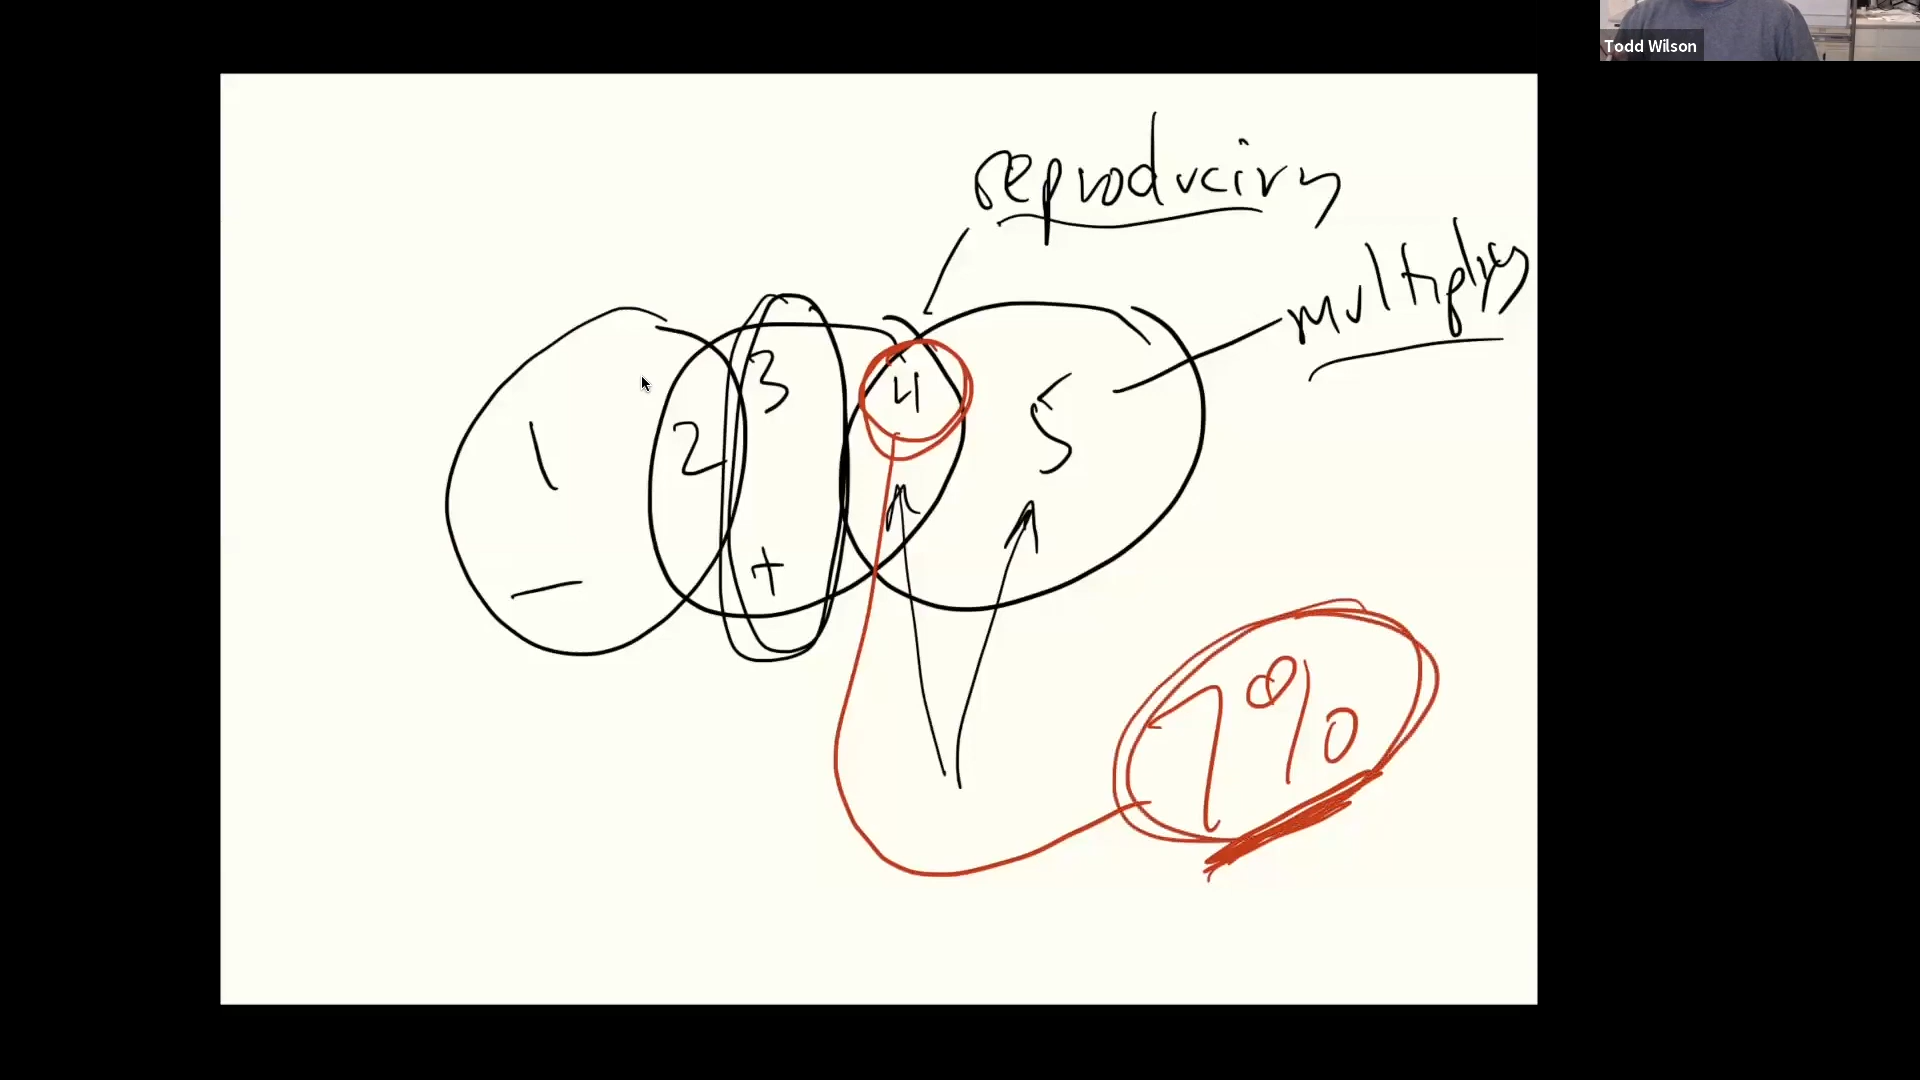 Todd Wilson
reproducing
multiplying
3
4
5
1
2
+
—
7%